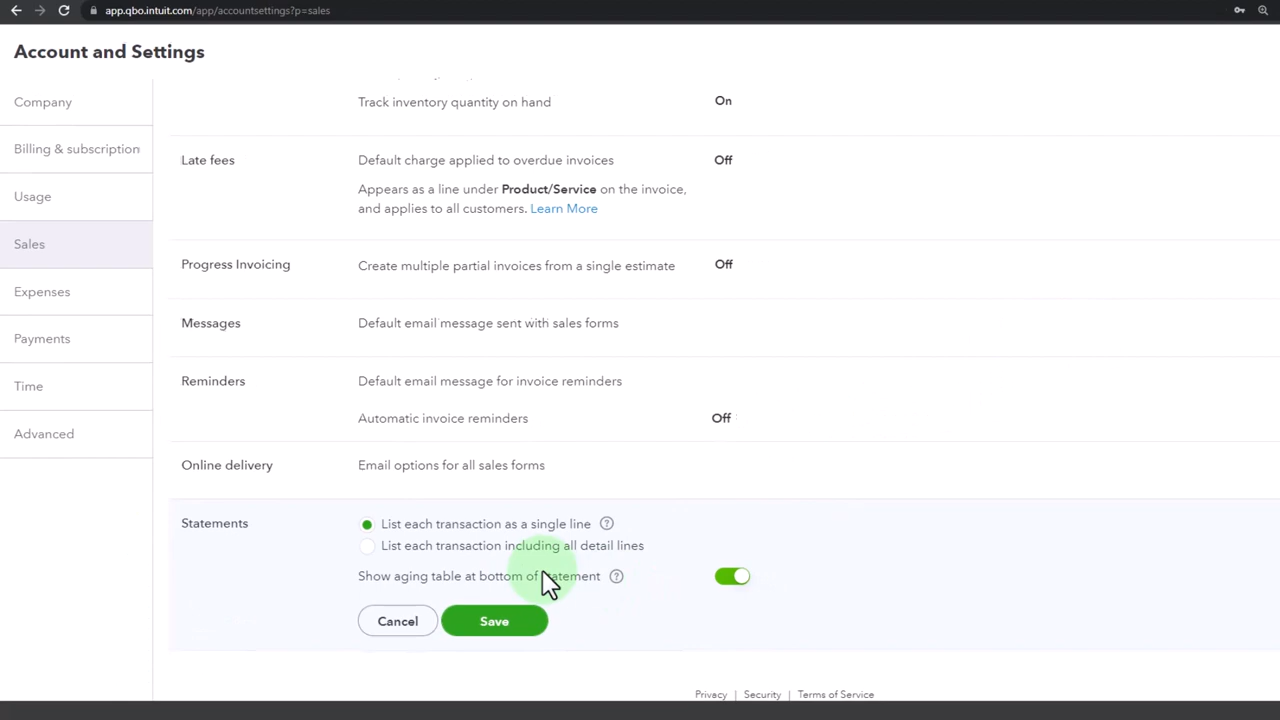 app.qbo.intuit.com/app/accountsettings?p=sales
Account and Settings
Company
Billing & subscription
Usage
Sales
Expenses
Payments
Time
Advanced
Track inventory quantity on hand On
Late fees Default charge applied to overdue invoices Off
Appears as a line under Product/Service on the invoice,
and applies to all customers. Learn More
Progress Invoicing Create multiple partial invoices from a single estimate Off
Messages Default email message sent with sales forms
Reminders Default email message for invoice reminders
Automatic invoice reminders Off
Online delivery Email options for all sales forms
Statements List each transaction as a single line ?
List each transaction including all detail lines
Show aging table at bottom of statement ?
Cancel Save
Privacy | Security | Terms of Service